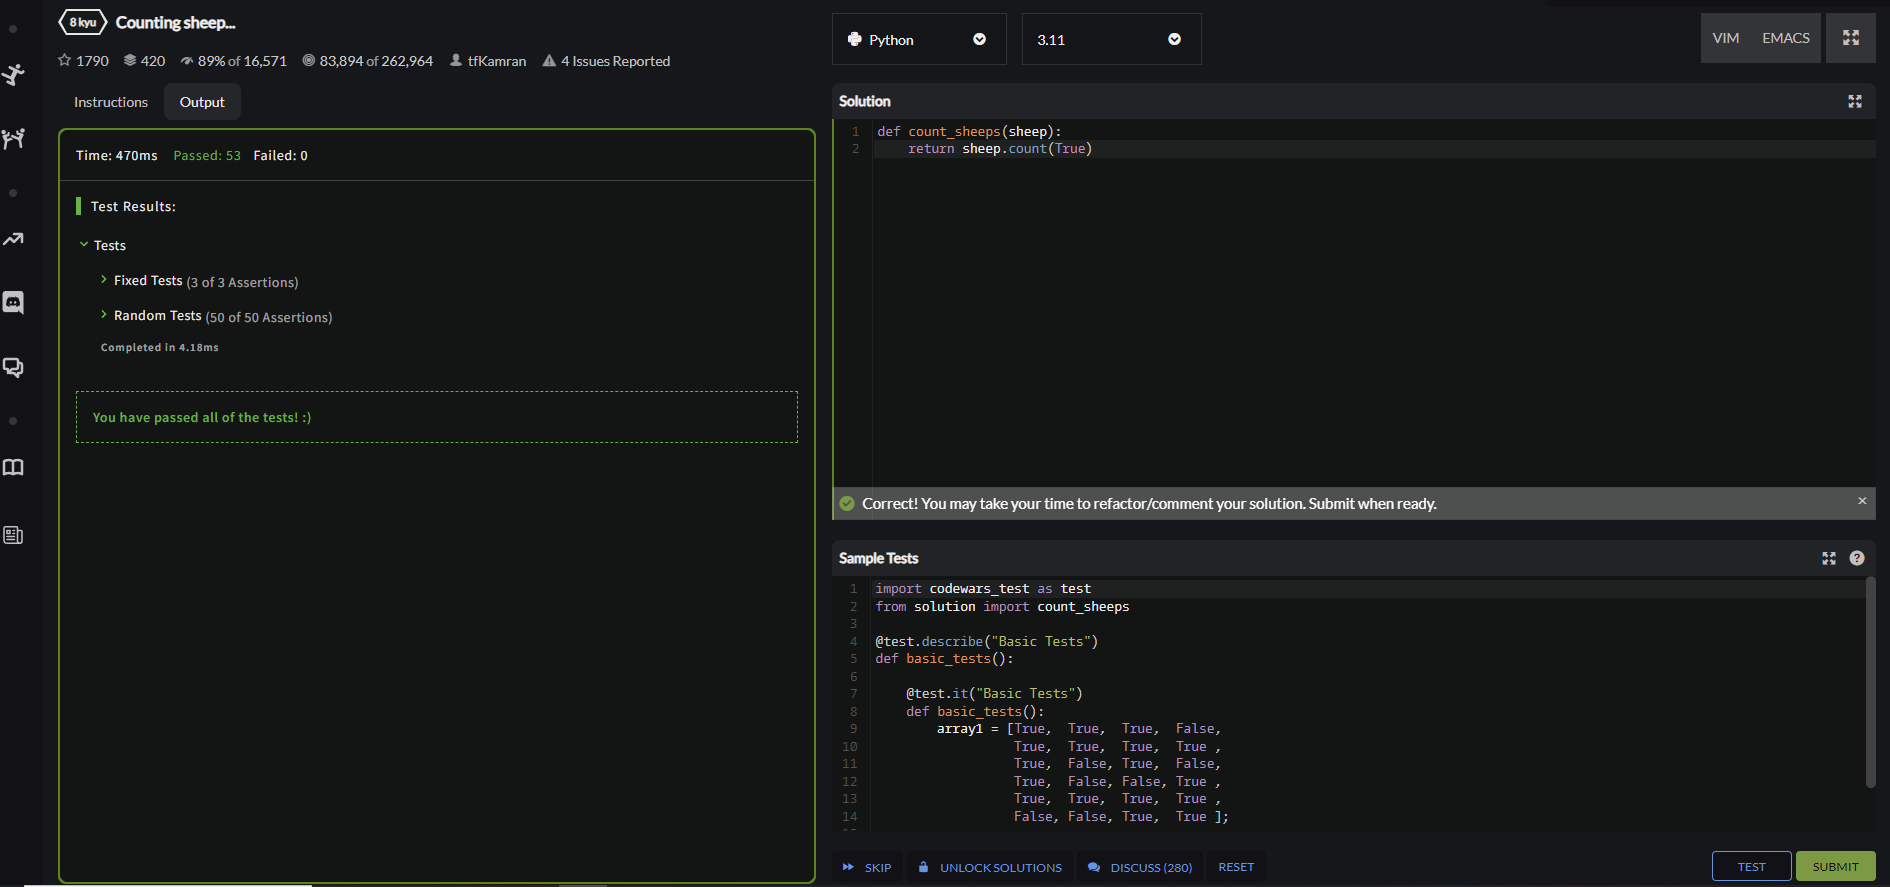 8 kyu Counting sheep...
1790 420 89% of 16,571 83,894 of 262,964 tfKamran 4 Issues Reported
Instructions Output
Time: 470ms Passed: 53 Failed: 0
Test Results:
Tests
Fixed Tests (3 of 3 Assertions)
Random Tests (50 of 50 Assertions)
Completed in 4.18ms
You have passed all of the tests! :)
Python 3.11 VIM EMACS
Solution
1 def count_sheeps(sheep):
2     return sheep.count(True)
Correct! You may take your time to refactor/comment your solution. Submit when ready. ×
Sample Tests ?
1 import codewars_test as test
2 from solution import count_sheeps
3
4 @test.describe("Basic Tests")
5 def basic_tests():
6
7     @test.it("Basic Tests")
8     def basic_tests():
9         array1 = [True,  True,  True,  False,
10                   True,  True,  True,  True ,
11                   True,  False, True,  False,
12                   True,  False, False, True ,
13                   True,  True,  True,  True ,
14                   False, False, True,  True ];
SKIP UNLOCK SOLUTIONS DISCUSS (280) RESET TEST SUBMIT